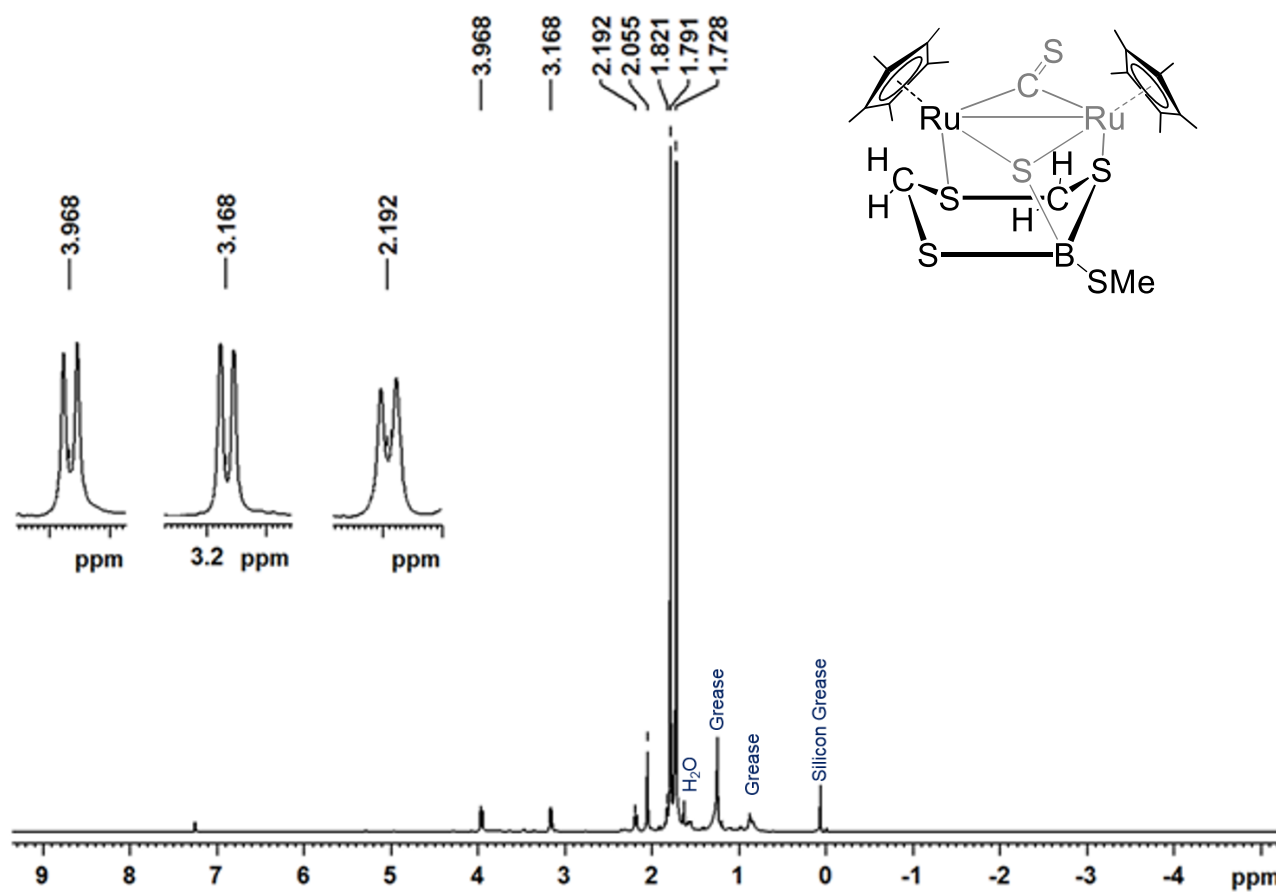 3.968
3.168
2.192
2.055
1.821
1.791
1.728
S
C
Ru
Ru
H
H
C
S
H
S
S
C
H
S
B
SMe
3.968
3.168
2.192
ppm
3.2 ppm
ppm
H2O
Grease
Grease
Silicon Grease
9 8 7 6 5 4 3 2 1 0 -1 -2 -3 -4 ppm